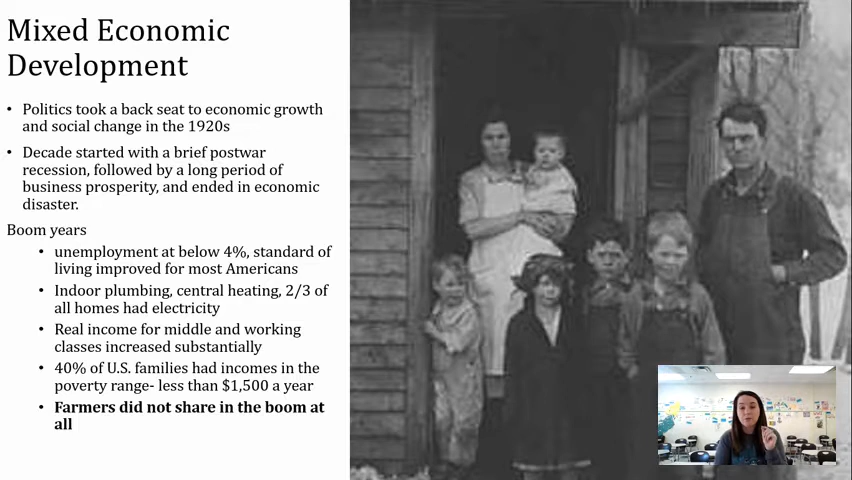 Mixed Economic
Development
• Politics took a back seat to economic growth
and social change in the 1920s
• Decade started with a brief postwar
recession, followed by a long period of
business prosperity, and ended in economic
disaster.
Boom years
• unemployment at below 4%, standard of
living improved for most Americans
• Indoor plumbing, central heating, 2/3 of
all homes had electricity
• Real income for middle and working
classes increased substantially
• 40% of U.S. families had incomes in the
poverty range- less than $1,500 a year
• Farmers did not share in the boom at
all